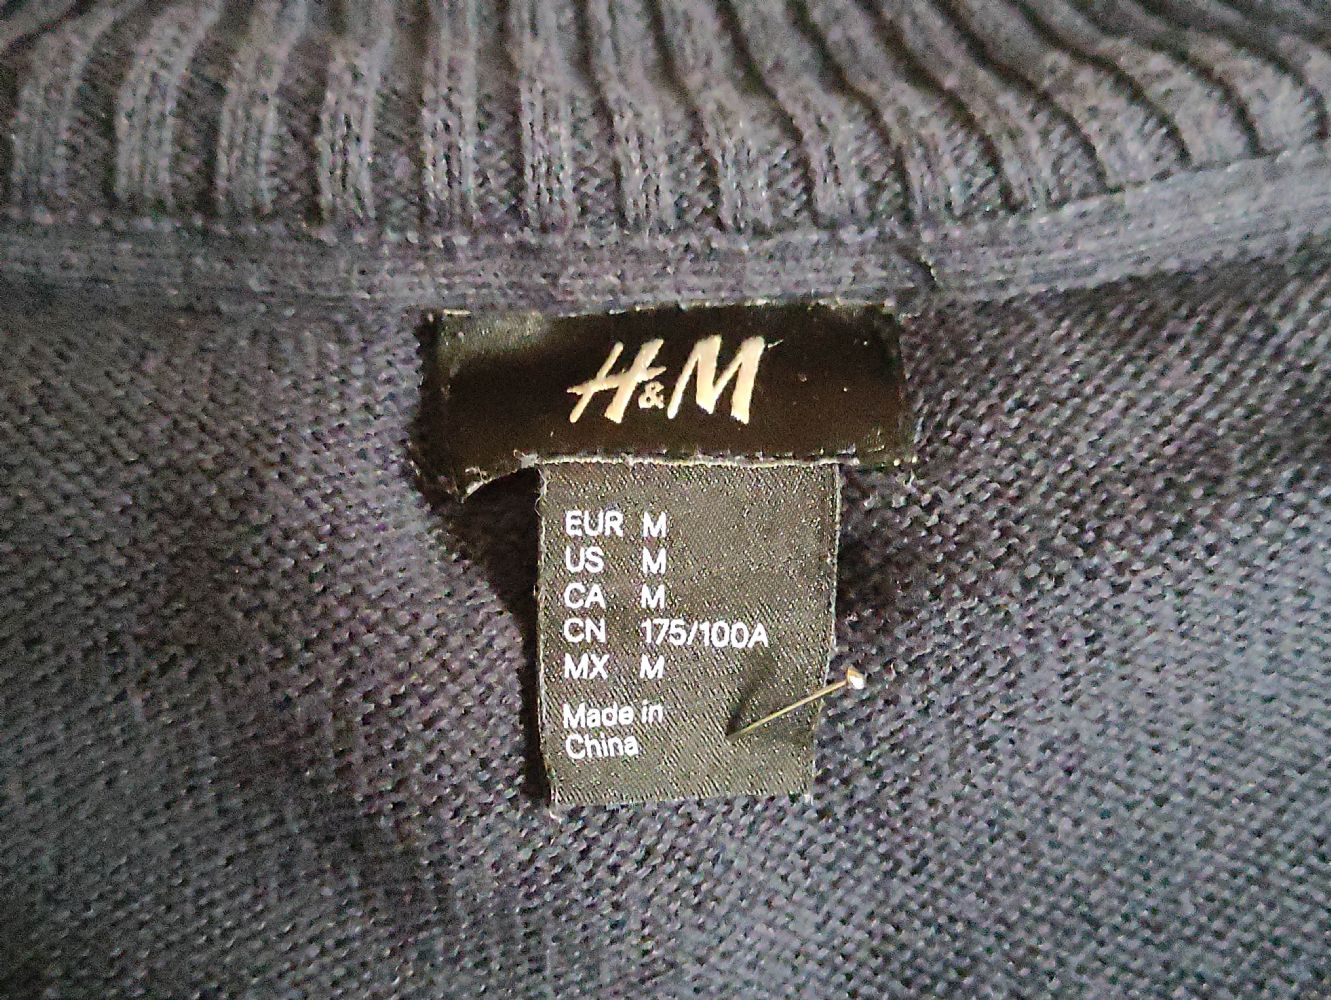 H&M
EUR M
US M
CA M
CN 175/100A
MX M
Made in
China